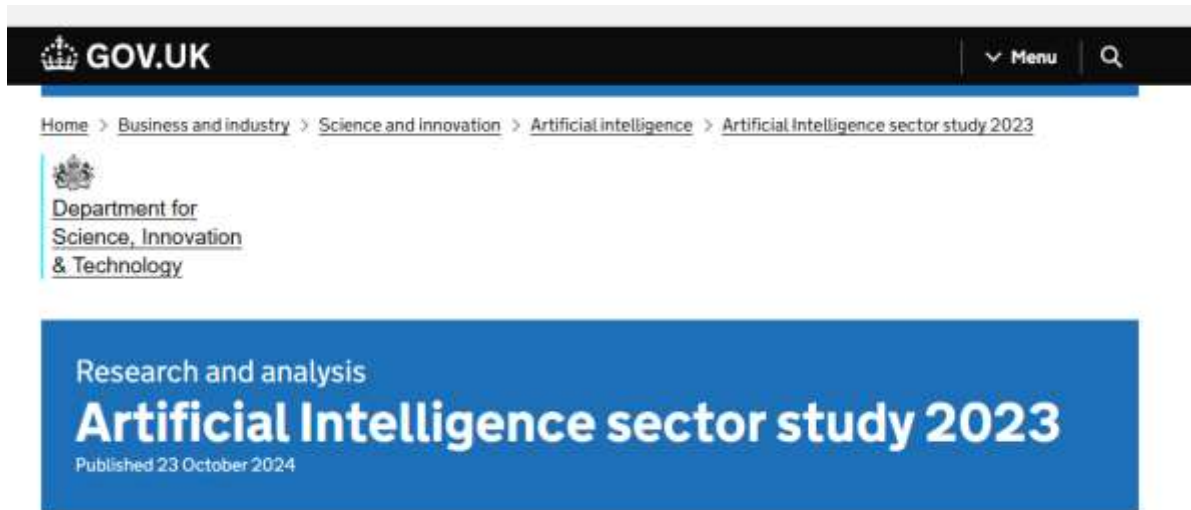 GOV.UK Menu
Home > Business and industry > Science and innovation > Artificial intelligence > Artificial Intelligence sector study 2023
Department for
Science, Innovation
& Technology
Research and analysis
Artificial Intelligence sector study 2023
Published 23 October 2024